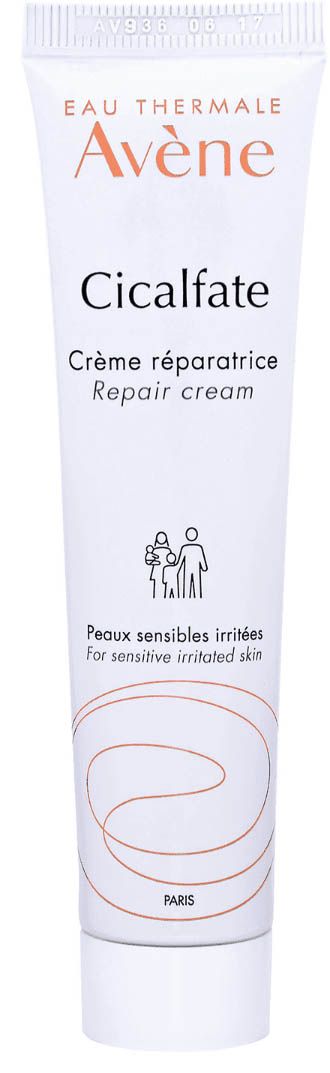 AV936 06 17
EAU THERMALE
Avène
Cicalfate
Crème réparatrice
Repair cream
Peaux sensibles irritées
For sensitive irritated skin
PARIS